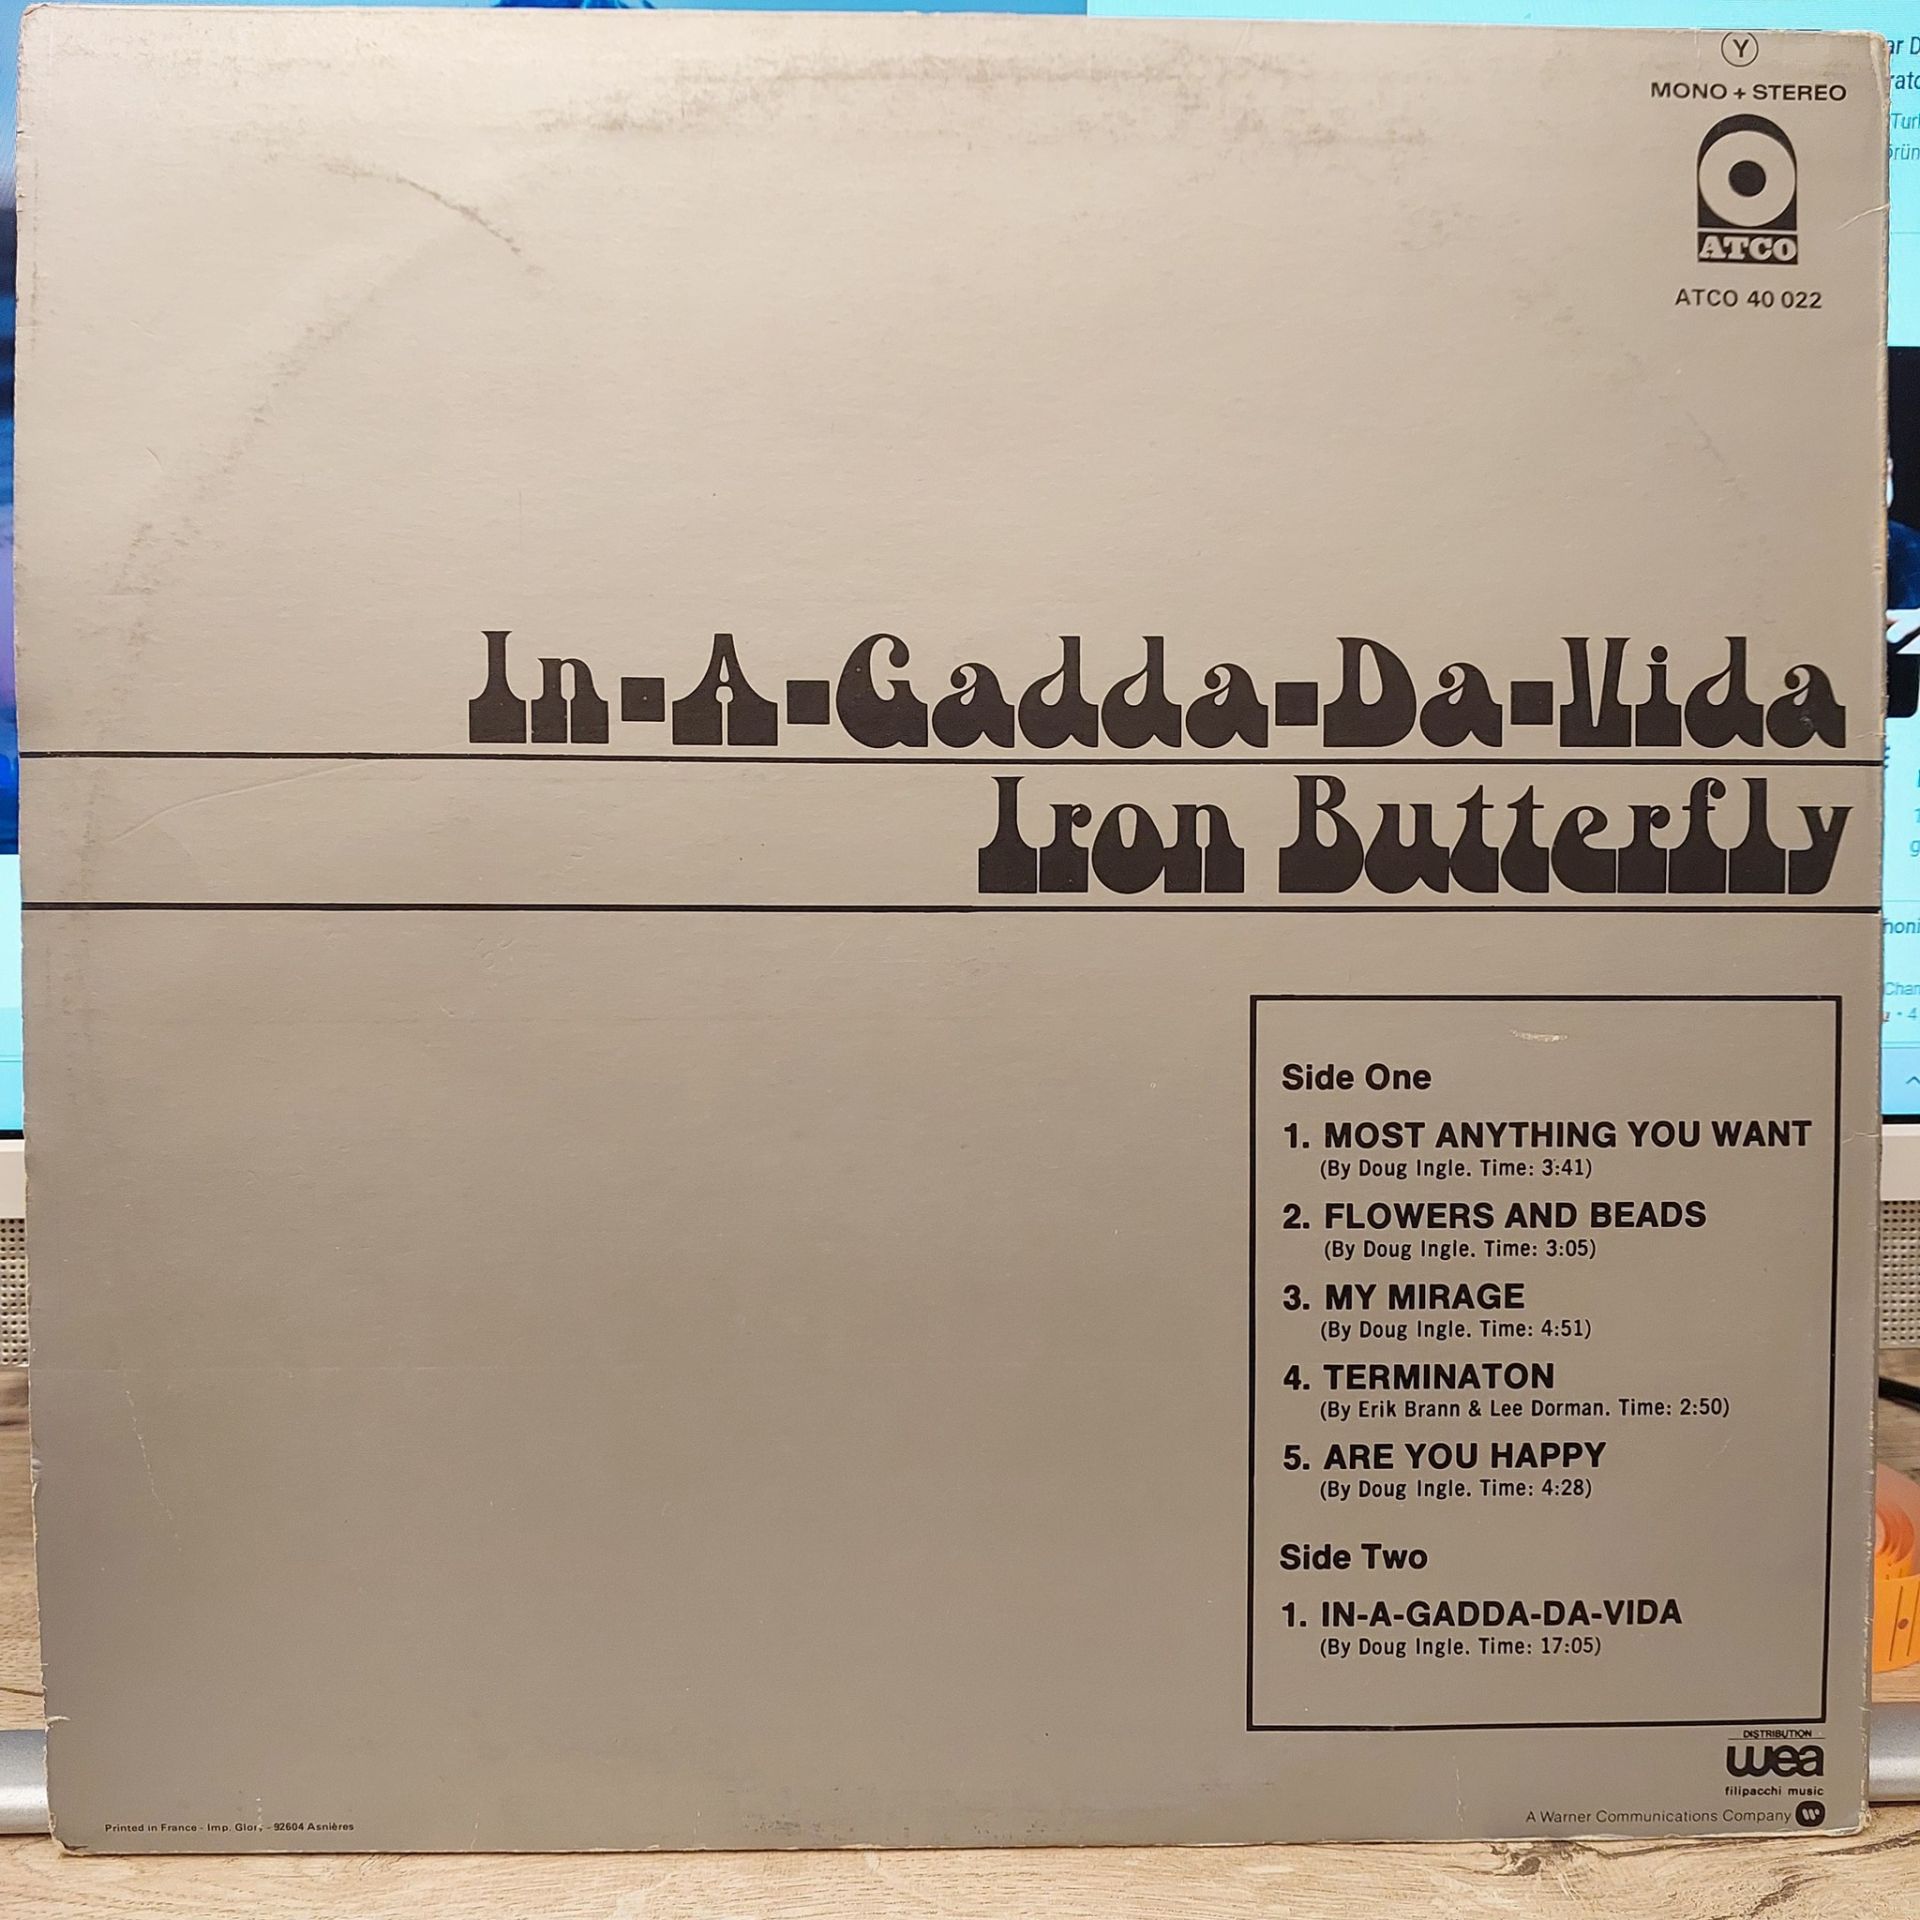 Y
MONO + STEREO
ATCO
ATCO 40 022
In-A-Gadda-Da-Vida
Iron Butterfly
Side One
1. MOST ANYTHING YOU WANT
(By Doug Ingle. Time: 3:41)
2. FLOWERS AND BEADS
(By Doug Ingle. Time: 3:05)
3. MY MIRAGE
(By Doug Ingle. Time: 4:51)
4. TERMINATON
(By Erik Brann & Lee Dorman. Time: 2:50)
5. ARE YOU HAPPY
(By Doug Ingle. Time: 4:28)
Side Two
1. IN-A-GADDA-DA-VIDA
(By Doug Ingle. Time: 17:05)
DISTRIBUTION
wea
filipacchi music
A Warner Communications Company
Printed in France - Imp. - 92604 Asnières